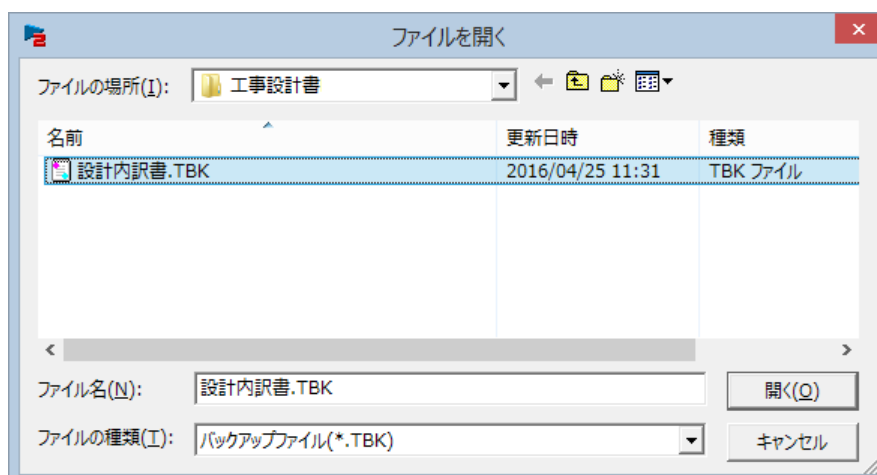 ファイルを開く
ファイルの場所(I): 工事設計書
名前 更新日時 種類
設計内訳書.TBK 2016/04/25 11:31 TBK ファイル
ファイル名(N): 設計内訳書.TBK 開く(O)
ファイルの種類(T): バックアップファイル(*.TBK) キャンセル